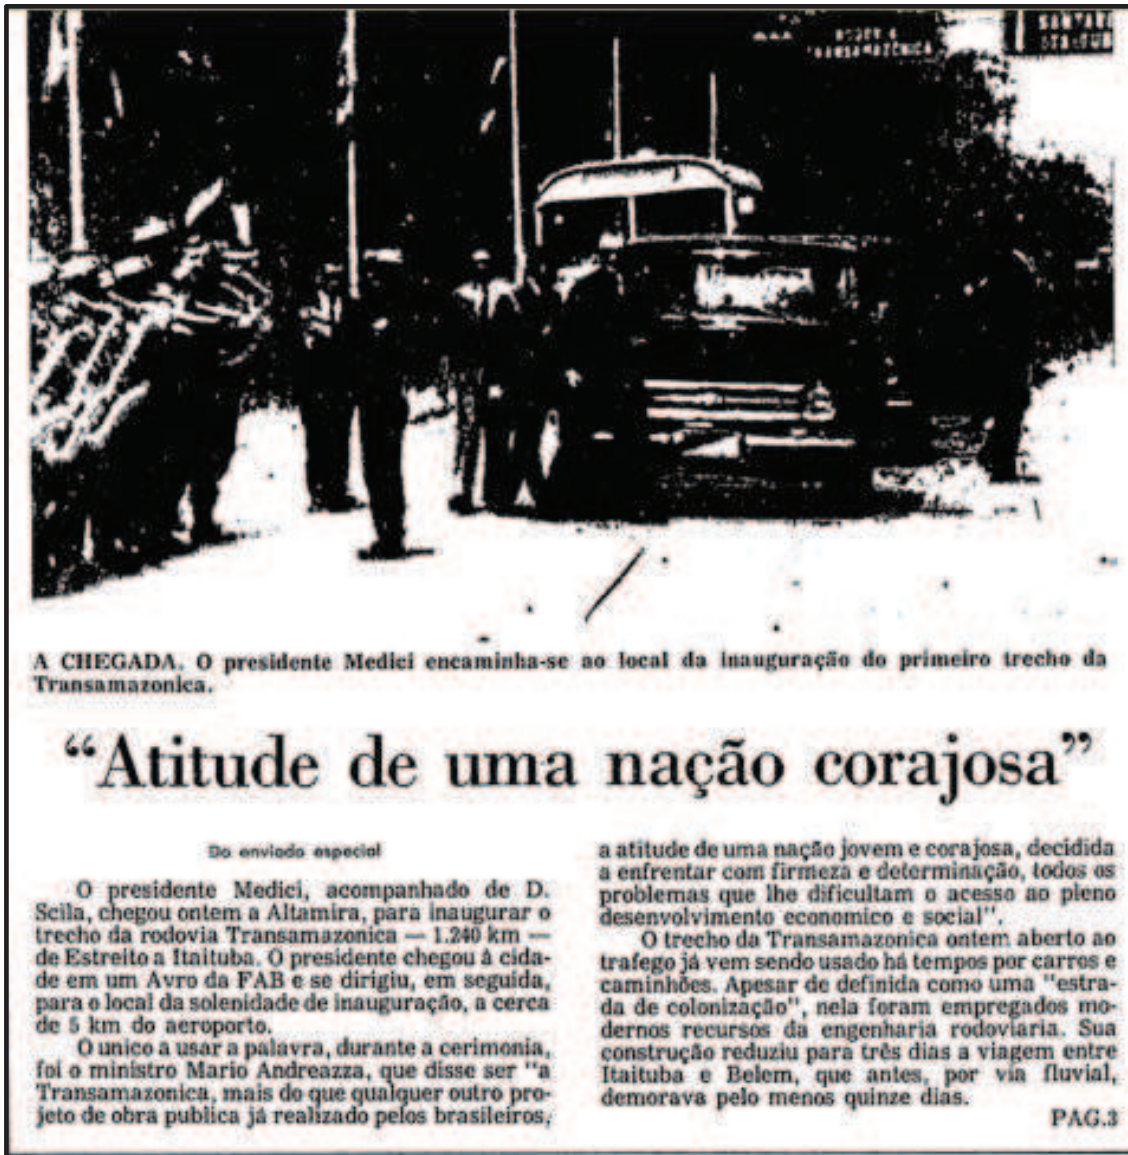 RODOVIA
TRANSAMAZÔNICA
A CHEGADA. O presidente Medici encaminha-se ao local da inauguração do primeiro trecho da
Transamazonica.
“Atitude de uma nação corajosa”
Do enviado especial
O presidente Medici, acompanhado de D.
Scila, chegou ontem a Altamira, para inaugurar o
trecho da rodovia Transamazonica — 1.240 km —
de Estreito a Itaituba. O presidente chegou à cida-
de em um Avro da FAB e se dirigiu, em seguida,
para o local da solenidade de inauguração, a cerca
de 5 km do aeroporto.
O unico a usar a palavra, durante a cerimonia,
foi o ministro Mario Andreazza, que disse ser "a
Transamazonica, mais do que qualquer outro pro-
jeto de obra publica já realizado pelos brasileiros,
a atitude de uma nação jovem e corajosa, decidida
a enfrentar com firmeza e determinação, todos os
problemas que lhe dificultam o acesso ao pleno
desenvolvimento economico e social".
O trecho da Transamazonica ontem aberto ao
trafego já vem sendo usado há tempos por carros e
caminhões. Apesar de definida como uma "estra-
da de colonização", nela foram empregados mo-
dernos recursos da engenharia rodoviaria. Sua
construção reduziu para três dias a viagem entre
Itaituba e Belem, que antes, por via fluvial,
demorava pelo menos quinze dias.
PAG.3